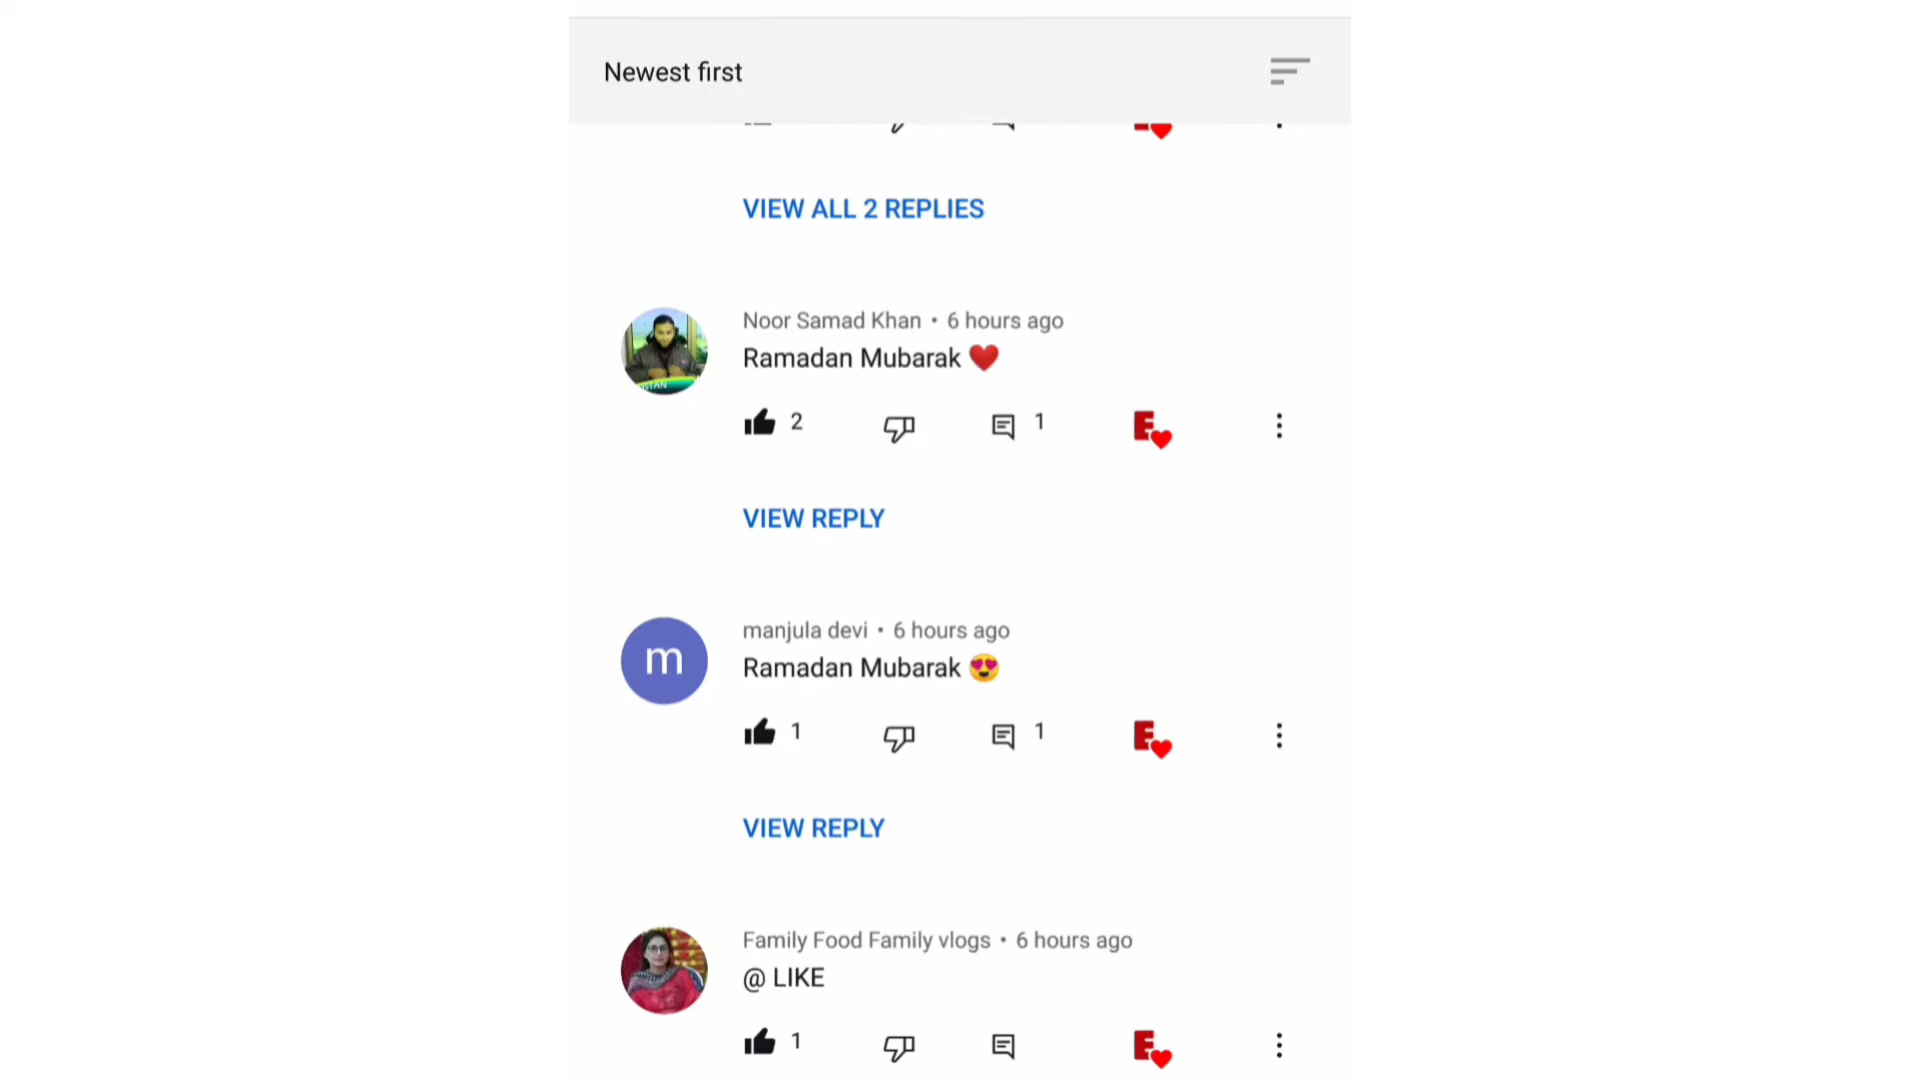 Newest first
VIEW ALL 2 REPLIES
Noor Samad Khan • 6 hours ago
Ramadan Mubarak ❤️
2 1
VIEW REPLY
m
manjula devi • 6 hours ago
Ramadan Mubarak 😍
1 1
VIEW REPLY
Family Food Family vlogs • 6 hours ago
@ LIKE
1